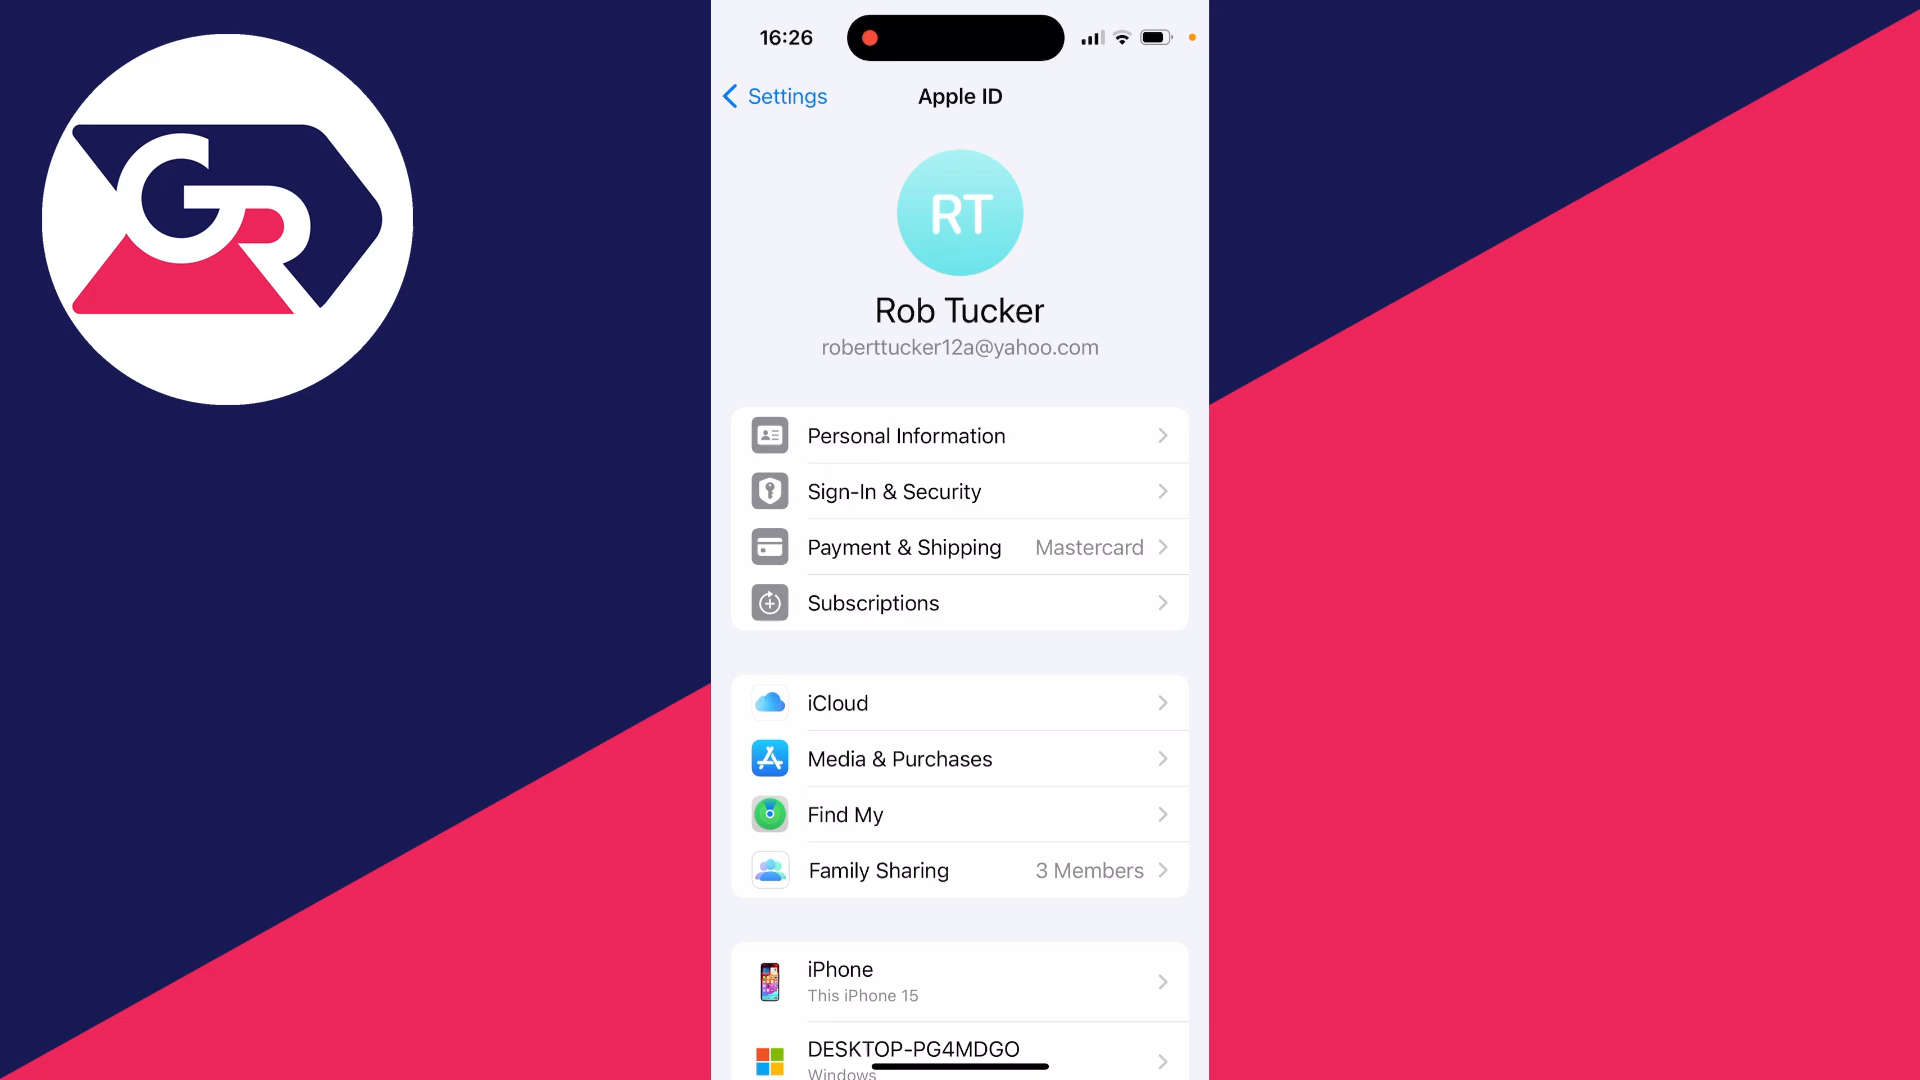 GR
16:26
Settings
Apple ID
RT
Rob Tucker
roberttucker12a@yahoo.com
Personal Information
Sign-In & Security
Payment & Shipping Mastercard
Subscriptions
iCloud
Media & Purchases
Find My
Family Sharing 3 Members
iPhone
This iPhone 15
DESKTOP-PG4MDGO
Windows